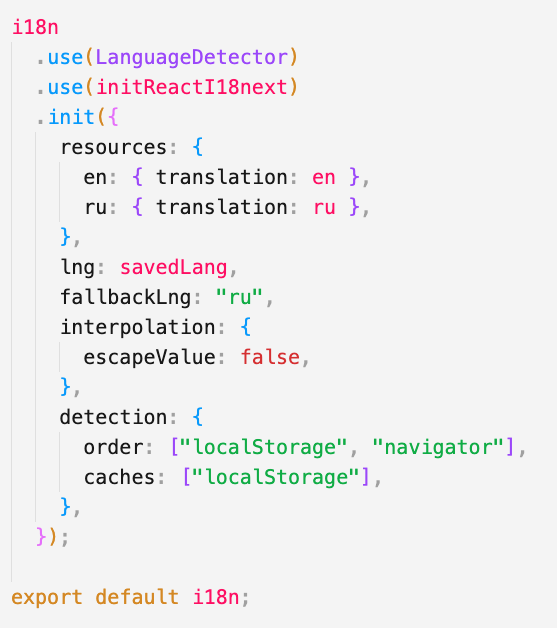 i18n
  .use(LanguageDetector)
  .use(initReactI18next)
  .init({
    resources: {
      en: { translation: en },
      ru: { translation: ru },
    },
    lng: savedLang,
    fallbackLng: "ru",
    interpolation: {
      escapeValue: false,
    },
    detection: {
      order: ["localStorage", "navigator"],
      caches: ["localStorage"],
    },
  });

export default i18n;